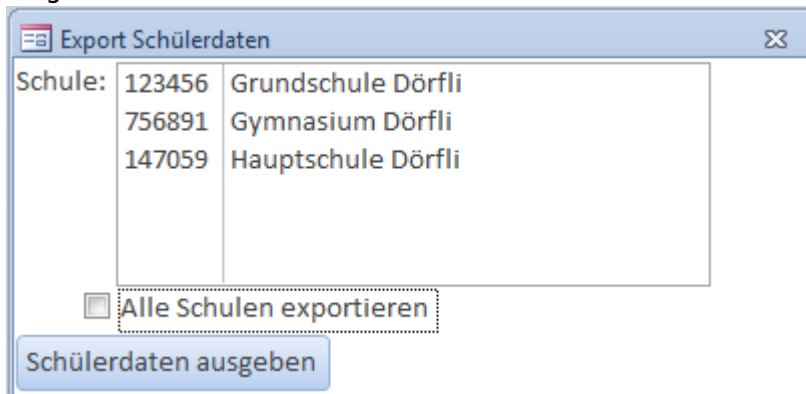 Export Schülerdaten
Schule: 123456 Grundschule Dörfli
756891 Gymnasium Dörfli
147059 Hauptschule Dörfli
Alle Schulen exportieren
Schülerdaten ausgeben